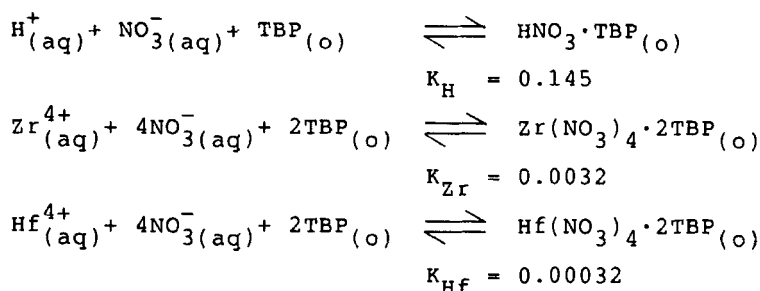 H⁺(aq) + NO₃⁻(aq) + TBP(o) ⇌ HNO₃·TBP(o)
K_H = 0.145
Zr⁴⁺(aq) + 4NO₃⁻(aq) + 2TBP(o) ⇌ Zr(NO₃)₄·2TBP(o)
K_Zr = 0.0032
Hf⁴⁺(aq) + 4NO₃⁻(aq) + 2TBP(o) ⇌ Hf(NO₃)₄·2TBP(o)
K_Hf = 0.00032